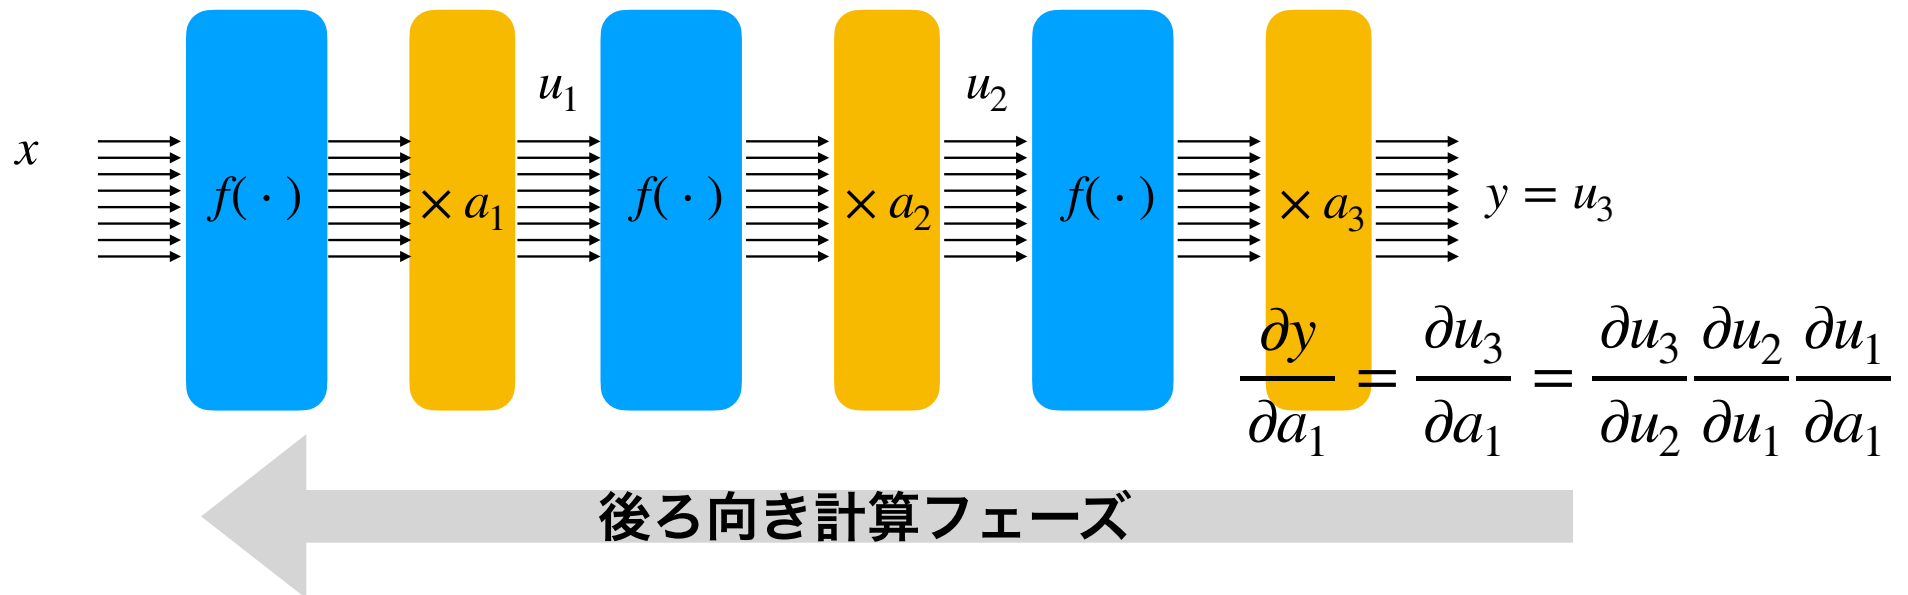 x
f( · )
× a₁
u₁
f( · )
× a₂
u₂
f( · )
× a₃
y = u₃
∂y/∂a₁ = ∂u₃/∂a₁ = ∂u₃/∂u₂ ∂u₂/∂u₁ ∂u₁/∂a₁
後ろ向き計算フェーズ